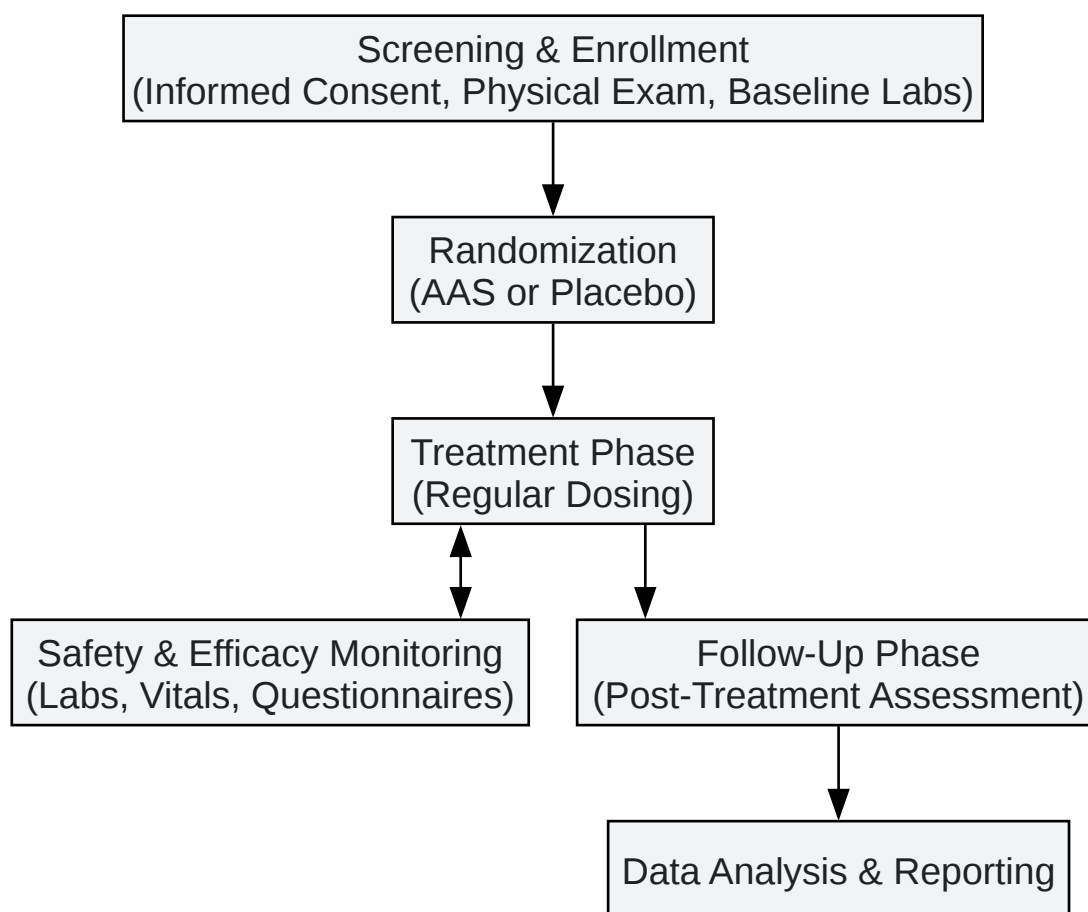 Screening & Enrollment
(Informed Consent, Physical Exam, Baseline Labs)
Randomization
(AAS or Placebo)
Treatment Phase
(Regular Dosing)
Safety & Efficacy Monitoring
(Labs, Vitals, Questionnaires)
Follow-Up Phase
(Post-Treatment Assessment)
Data Analysis & Reporting